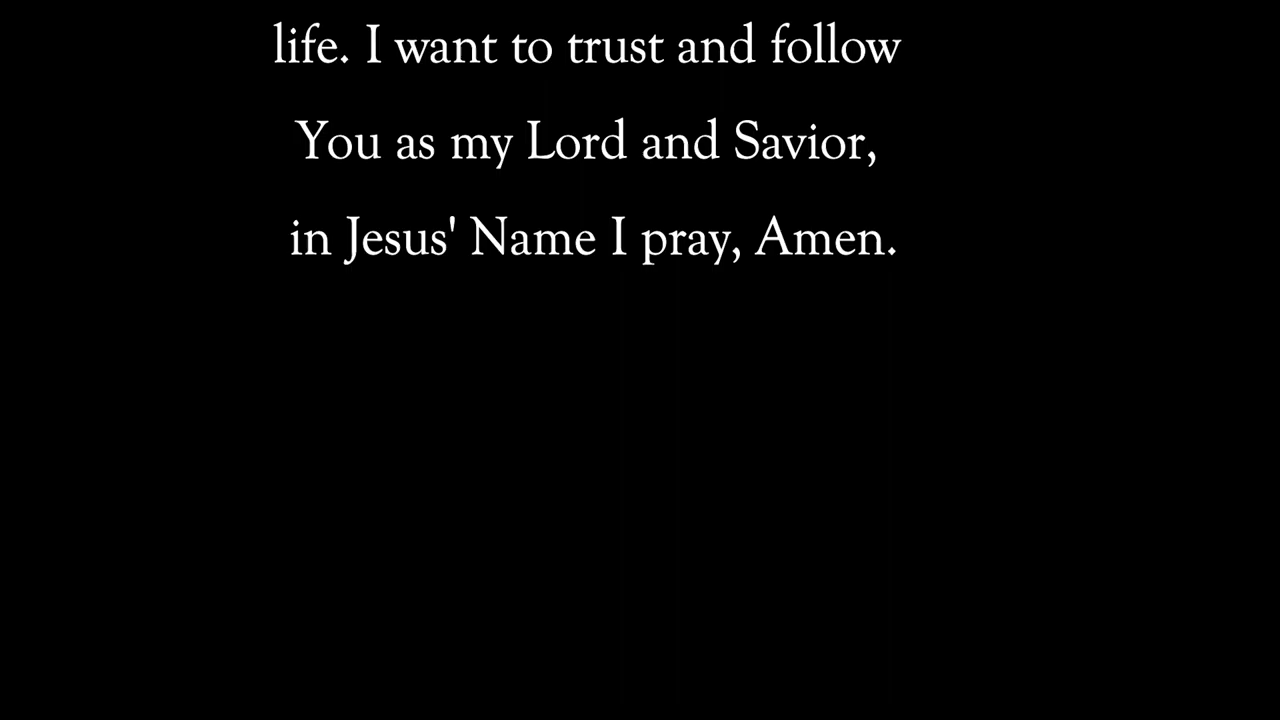 life. I want to trust and follow
You as my Lord and Savior,
in Jesus' Name I pray, Amen.